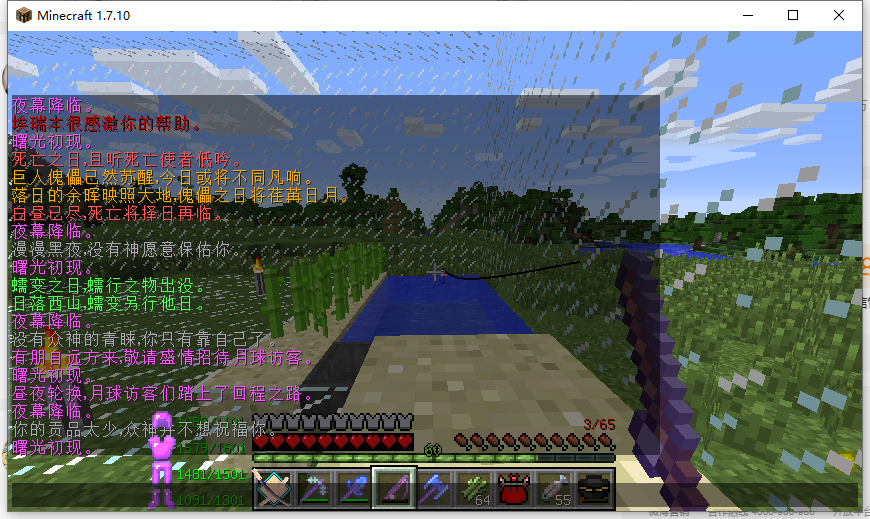 Minecraft 1.7.10
夜幕降临。
埃瑞本很感激你的帮助。
曙光初现。
死亡之日,且听死亡使者低吟。
巨人傀儡已然苏醒,今日或将不同凡响。
落日的余晖映照大地,傀儡之日将荏苒日月。
白昼已尽,死亡将择日再临。
夜幕降临。
漫漫黑夜,没有神愿意保佑你。
曙光初现。
蠕变之日,蠕行之物出没。
日落西山,蠕变另行他日。
夜幕降临。
没有众神的青睐,你只有靠自己了。
有朋自远方来,敬请盛情招待月球访客。
曙光初现。
昼夜轮换,月球访客们踏上了回程之路。
夜幕降临。
你的贡品太少,众神并不想祝福你。
曙光初现。
1579/1601
1481/1501
1091/1301
3/65
64
55